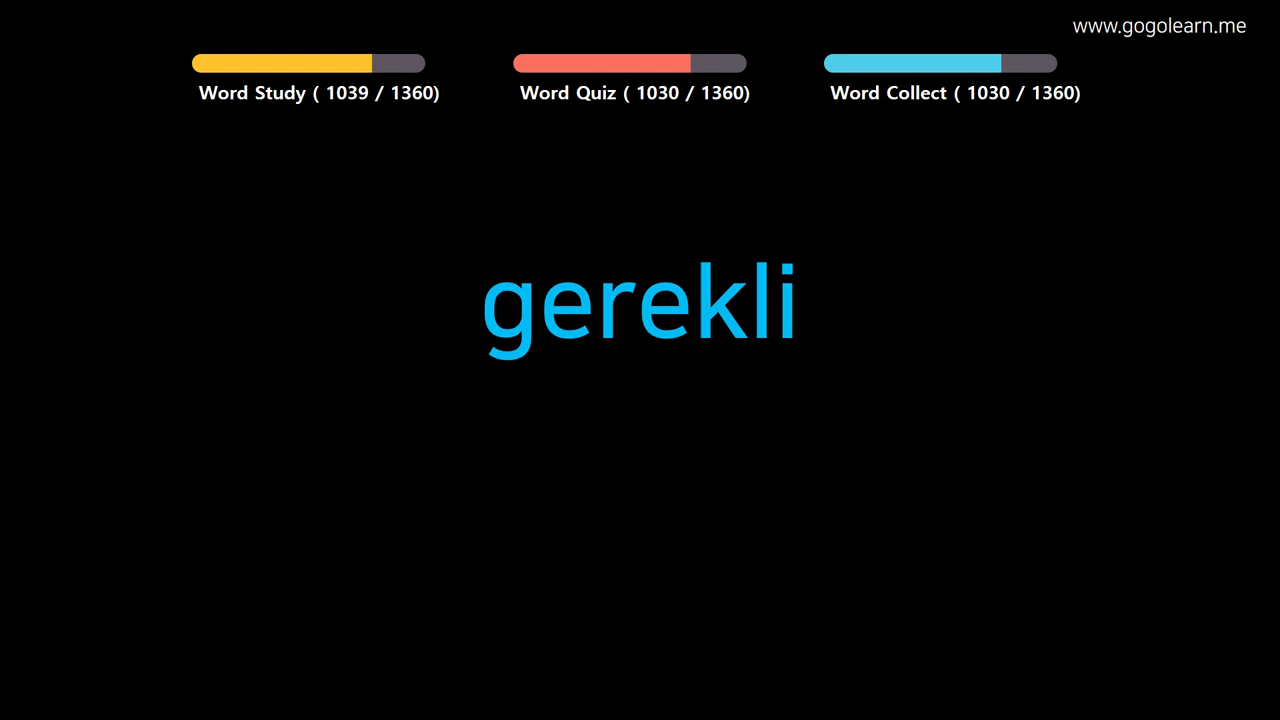 www.gogolearn.me
Word Study ( 1039 / 1360)
Word Quiz ( 1030 / 1360)
Word Collect ( 1030 / 1360)
gerekli